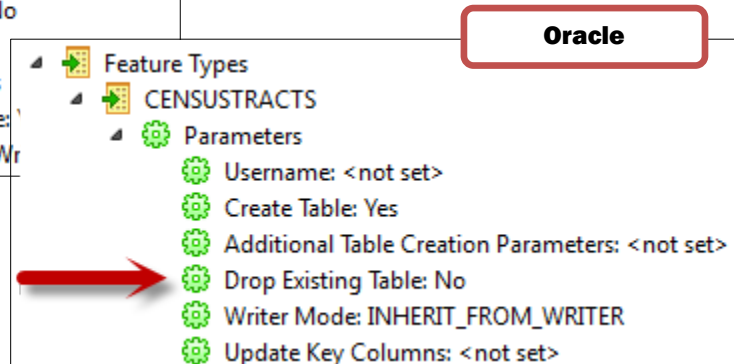 Oracle
Feature Types
CENSUSTRACTS
Parameters
Username: <not set>
Create Table: Yes
Additional Table Creation Parameters: <not set>
Drop Existing Table: No
Writer Mode: INHERIT_FROM_WRITER
Update Key Columns: <not set>